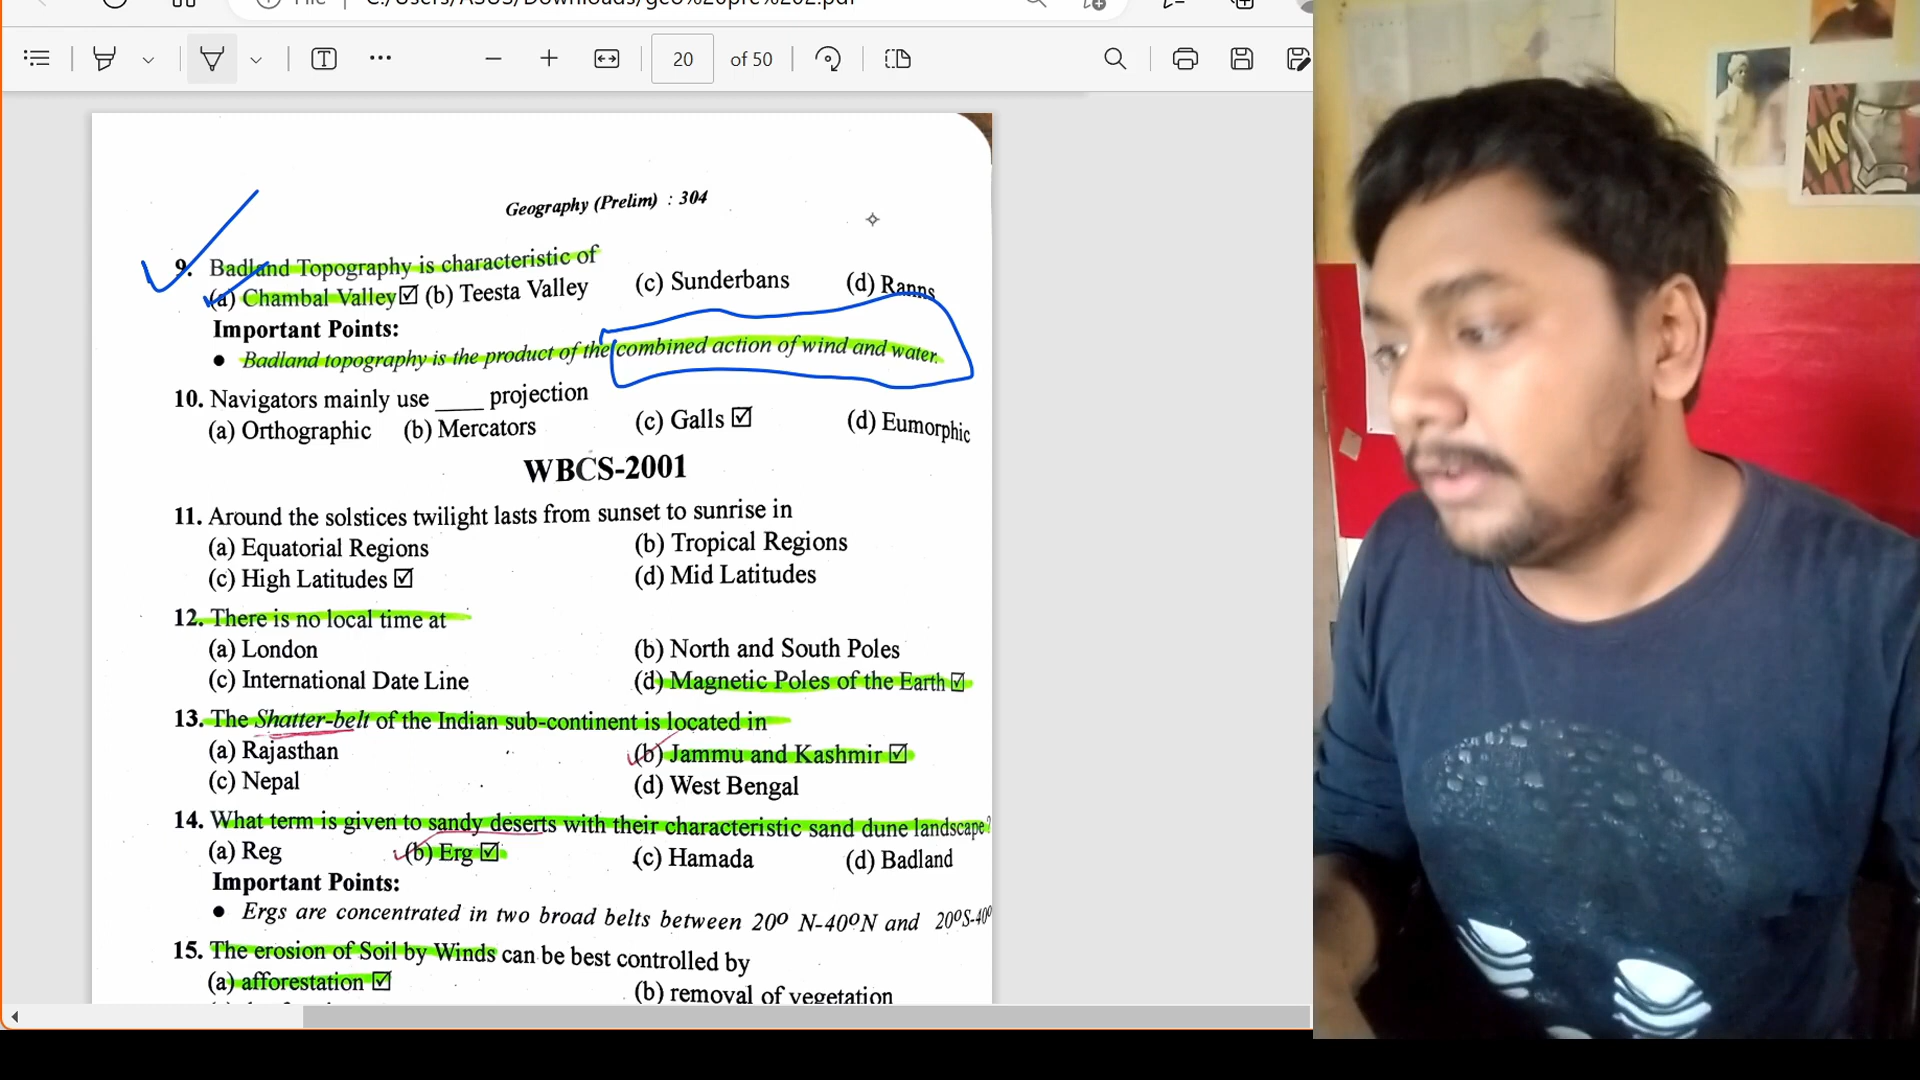 20 of 50
Geography (Prelim) : 304
9. Badland Topography is characteristic of
(a) Chambal Valley☑ (b) Teesta Valley (c) Sunderbans (d) Ranns
Important Points:
● Badland topography is the product of the combined action of wind and water.
10. Navigators mainly use ____ projection
(a) Orthographic (b) Mercators (c) Galls ☑ (d) Eumorphic
WBCS-2001
11. Around the solstices twilight lasts from sunset to sunrise in
(a) Equatorial Regions (b) Tropical Regions
(c) High Latitudes ☑ (d) Mid Latitudes
12. There is no local time at
(a) London (b) North and South Poles
(c) International Date Line (d) Magnetic Poles of the Earth ☑
13. The Shatter-belt of the Indian sub-continent is located in
(a) Rajasthan (b) Jammu and Kashmir ☑
(c) Nepal (d) West Bengal
14. What term is given to sandy deserts with their characteristic sand dune landscape?
(a) Reg (b) Erg ☑ (c) Hamada (d) Badland
Important Points:
● Ergs are concentrated in two broad belts between 20⁰ N-40⁰N and 20⁰S-40⁰
15. The erosion of Soil by Winds can be best controlled by
(a) afforestation ☑ (b) removal of vegetation